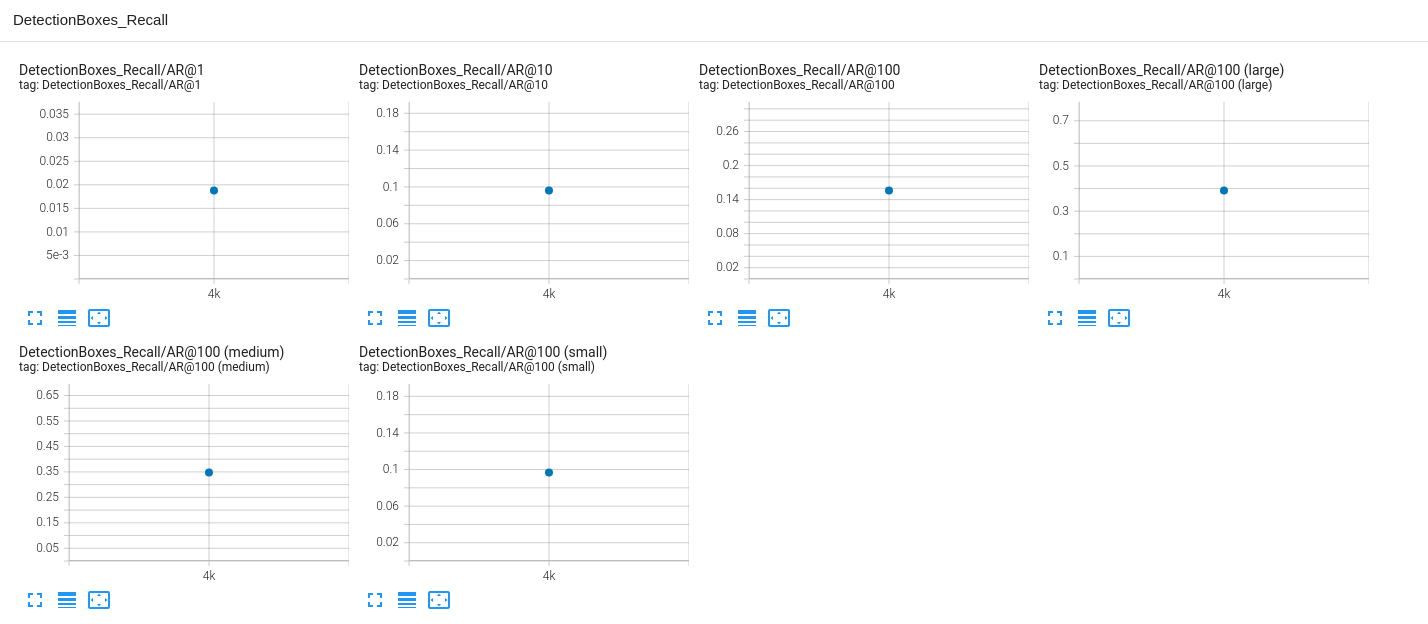 DetectionBoxes_Recall
DetectionBoxes_Recall/AR@1
tag: DetectionBoxes_Recall/AR@1
0.035
0.03
0.025
0.02
0.015
0.01
5e-3
4k
DetectionBoxes_Recall/AR@10
tag: DetectionBoxes_Recall/AR@10
0.18
0.14
0.1
0.06
0.02
4k
DetectionBoxes_Recall/AR@100
tag: DetectionBoxes_Recall/AR@100
0.26
0.2
0.14
0.08
0.02
4k
DetectionBoxes_Recall/AR@100 (large)
tag: DetectionBoxes_Recall/AR@100 (large)
0.7
0.5
0.3
0.1
4k
DetectionBoxes_Recall/AR@100 (medium)
tag: DetectionBoxes_Recall/AR@100 (medium)
0.65
0.55
0.45
0.35
0.25
0.15
0.05
4k
DetectionBoxes_Recall/AR@100 (small)
tag: DetectionBoxes_Recall/AR@100 (small)
0.18
0.14
0.1
0.06
0.02
4k